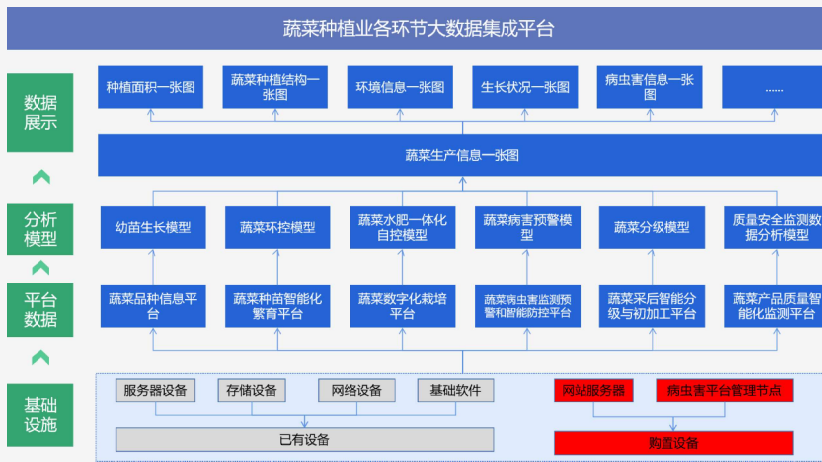 蔬菜种植业各环节大数据集成平台
数据
展示
种植面积一张图
蔬菜种植结构一
张图
环境信息一张图
生长状况一张图
病虫害信息一张
图
......
蔬菜生产信息一张图
分析
模型
幼苗生长模型
蔬菜环控模型
蔬菜水肥一体化
自控模型
蔬菜病害预警模
型
蔬菜分级模型
质量安全监测数
据分析模型
平台
数据
蔬菜品种信息平
台
蔬菜种苗智能化
繁育平台
蔬菜数字化栽培
平台
蔬菜病虫害监测预
警和智能防控平台
蔬菜采后智能分
级与初加工平台
蔬菜产品质量智
能化监测平台
基础
设施
服务器设备
存储设备
网络设备
基础软件
网站服务器
病虫害平台管理节点
已有设备
购置设备